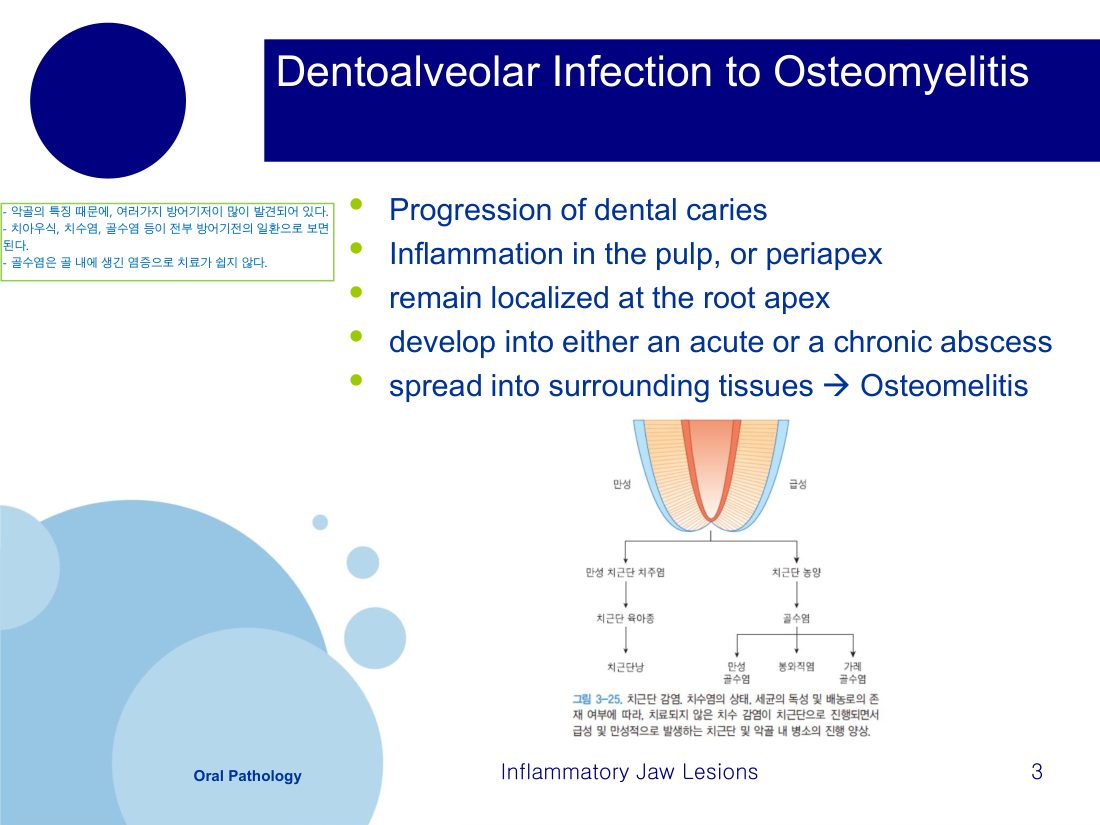 Dentoalveolar Infection to Osteomyelitis
- 악골의 특징 때문에, 여러가지 방어기저이 많이 발견되어 있다.
- 치아우식, 치수염, 골수염 등이 전부 방어기전의 일환으로 보면
된다.
- 골수염은 골 내에 생긴 염증으로 치료가 쉽지 않다.
• Progression of dental caries
• Inflammation in the pulp, or periapex
• remain localized at the root apex
• develop into either an acute or a chronic abscess
• spread into surrounding tissues → Osteomelitis
만성 급성
만성 치근단 치주염 치근단 농양
치근단 육아종 골수염
치근단낭 만성 봉와직염 가레
골수염 골수염
그림 3-25. 치근단 감염. 치수염의 상태, 세균의 독성 및 배농로의 존
재 여부에 따라, 치료되지 않은 치수 감염이 치근단으로 진행되면서
급성 및 만성적으로 발생하는 치근단 및 악골 내 병소의 진행 양상.
Oral Pathology
Inflammatory Jaw Lesions
3